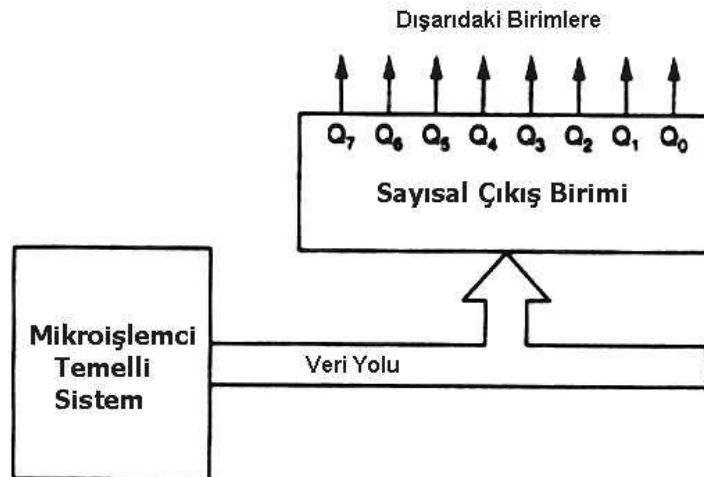 Dışarıdaki Birimlere
Q₇ Q₆ Q₅ Q₄ Q₃ Q₂ Q₁ Q₀
Sayısal Çıkış Birimi
Mikroişlemci
Temelli
Sistem
Veri Yolu